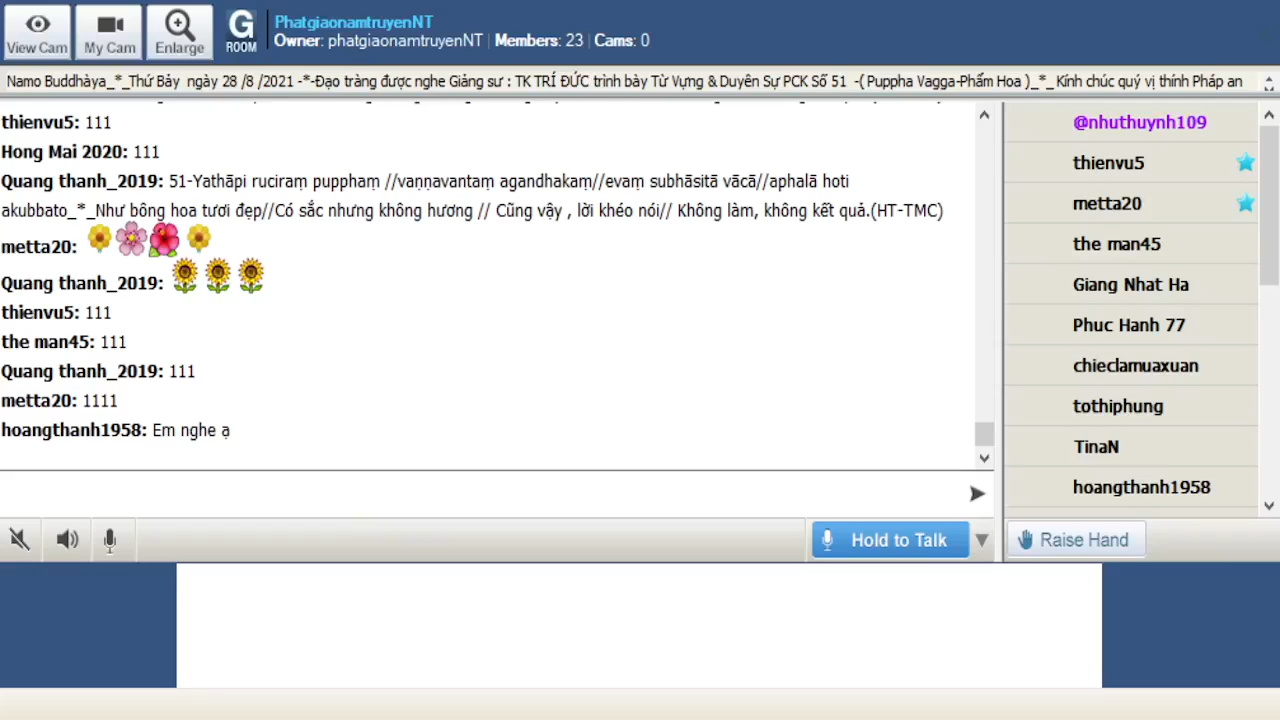 View Cam
My Cam
Enlarge
G
ROOM
PhatgiaonamtruyenNT
Owner: phatgiaonamtruyenNT | Members: 23 | Cams: 0
Namo Buddhàya_*_Thứ Bảy ngày 28 /8 /2021 -*-Đạo tràng được nghe Giảng sư : TK TRÍ ĐỨC trình bày Từ Vựng & Duyên Sự PCK Số 51 -( Puppha Vagga-Phẩm Hoa )_*_ Kính chúc quý vị thính Pháp an
thienvu5: 111
Hong Mai 2020: 111
Quang thanh_2019: 51-Yathāpi ruciraṃ pupphaṃ //vaṇṇavantaṃ agandhakaṃ//evaṃ subhāsitā vācā//aphalā hoti
akubbato_*_Như bông hoa tươi đẹp//Có sắc nhưng không hương // Cũng vậy , lời khéo nói// Không làm, không kết quả.(HT-TMC)
metta20:
Quang thanh_2019:
thienvu5: 111
the man45: 111
Quang thanh_2019: 111
metta20: 1111
hoangthanh1958: Em nghe ạ
@nhuthuynh109
thienvu5
metta20
the man45
Giang Nhat Ha
Phuc Hanh 77
chieclamuaxuan
tothiphung
TinaN
hoangthanh1958
Hold to Talk
Raise Hand